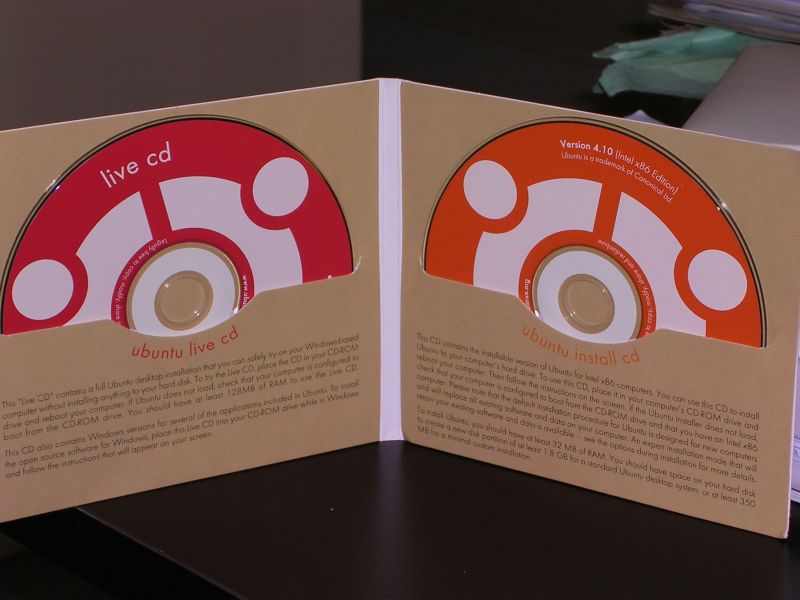 live cd
Legally free to copy, modify, share
www.ubun
ubuntu live cd
This "Live CD" contains a full Ubuntu desktop installation that you can safely try on your Windows-based
computer without installing anything to your hard disk. To try the Live CD, place the CD in your CD-ROM
drive and reboot your computer. If Ubuntu does not load, check that your computer is configured to
boot from the CD-ROM drive. You should have at least 128MB of RAM to use the Live CD.
This CD also contains Windows versions for several of the applications included in Ubuntu. To install
the open source software for Windows, place this Live CD into your CD-ROM drive while in Windows
and follow the instructions that will appear on your screen.
Version 4.10 (Intel x86 Edition)
Ubuntu is a trademark of Canonical Ltd.
to copy, modify, share and redistribute
linux.org
ubuntu install cd
This CD contains the installable version of Ubuntu for Intel x86 computers. You can use this CD to install
Ubuntu to your computer's hard drive. To use this CD, place it in your computer's CD-ROM drive and
reboot your computer. Then follow the instructions on the screen. If the Ubuntu installer does not load,
check that your computer is configured to boot from the CD-ROM drive and that you have an Intel x86
computer. Please note that the default installation procedure for Ubuntu is designed for new computers
and will replace all existing software and data on your computer. An expert installation mode that will
retain your existing software and data is available – see the options during installation for more details.
To install Ubuntu, you should have at least 32 MB of RAM. You should have space on your hard disk
to create a new disk partition of at least 1.8 GB for a standard Ubuntu desktop system, or at least 350
MB for a minimal custom installation.